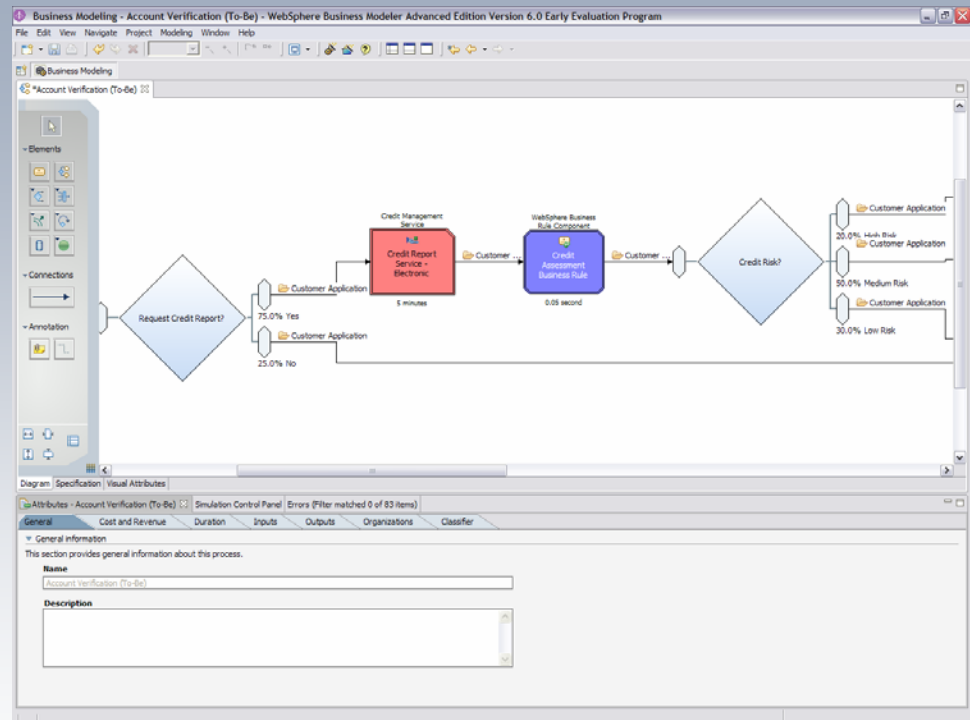 Business Modeling - Account Verification (To-Be) - WebSphere Business Modeler Advanced Edition Version 6.0 Early Evaluation Program
File Edit View Navigate Project Modeling Window Help
Business Modeling
*Account Verification (To-Be)
Elements
Connections
Annotation
Request Credit Report?
Customer Application
75.0% Yes
Customer Application
25.0% No
Credit Management
Service
Credit Report
Service -
Electronic
5 minutes
Customer ...
WebSphere Business
Rule Component
Credit
Assessment
Business Rule
0.05 second
Customer ...
Credit Risk?
Customer Application
20.0% High Risk
Customer Application
50.0% Medium Risk
Customer Application
30.0% Low Risk
Diagram Specification Visual Attributes
Attributes - Account Verification (To-Be) Simulation Control Panel Errors (Filter matched 0 of 83 items)
General Cost and Revenue Duration Inputs Outputs Organizations Classifier
General information
This section provides general information about this process.
Name
Account Verification (To-Be)
Description